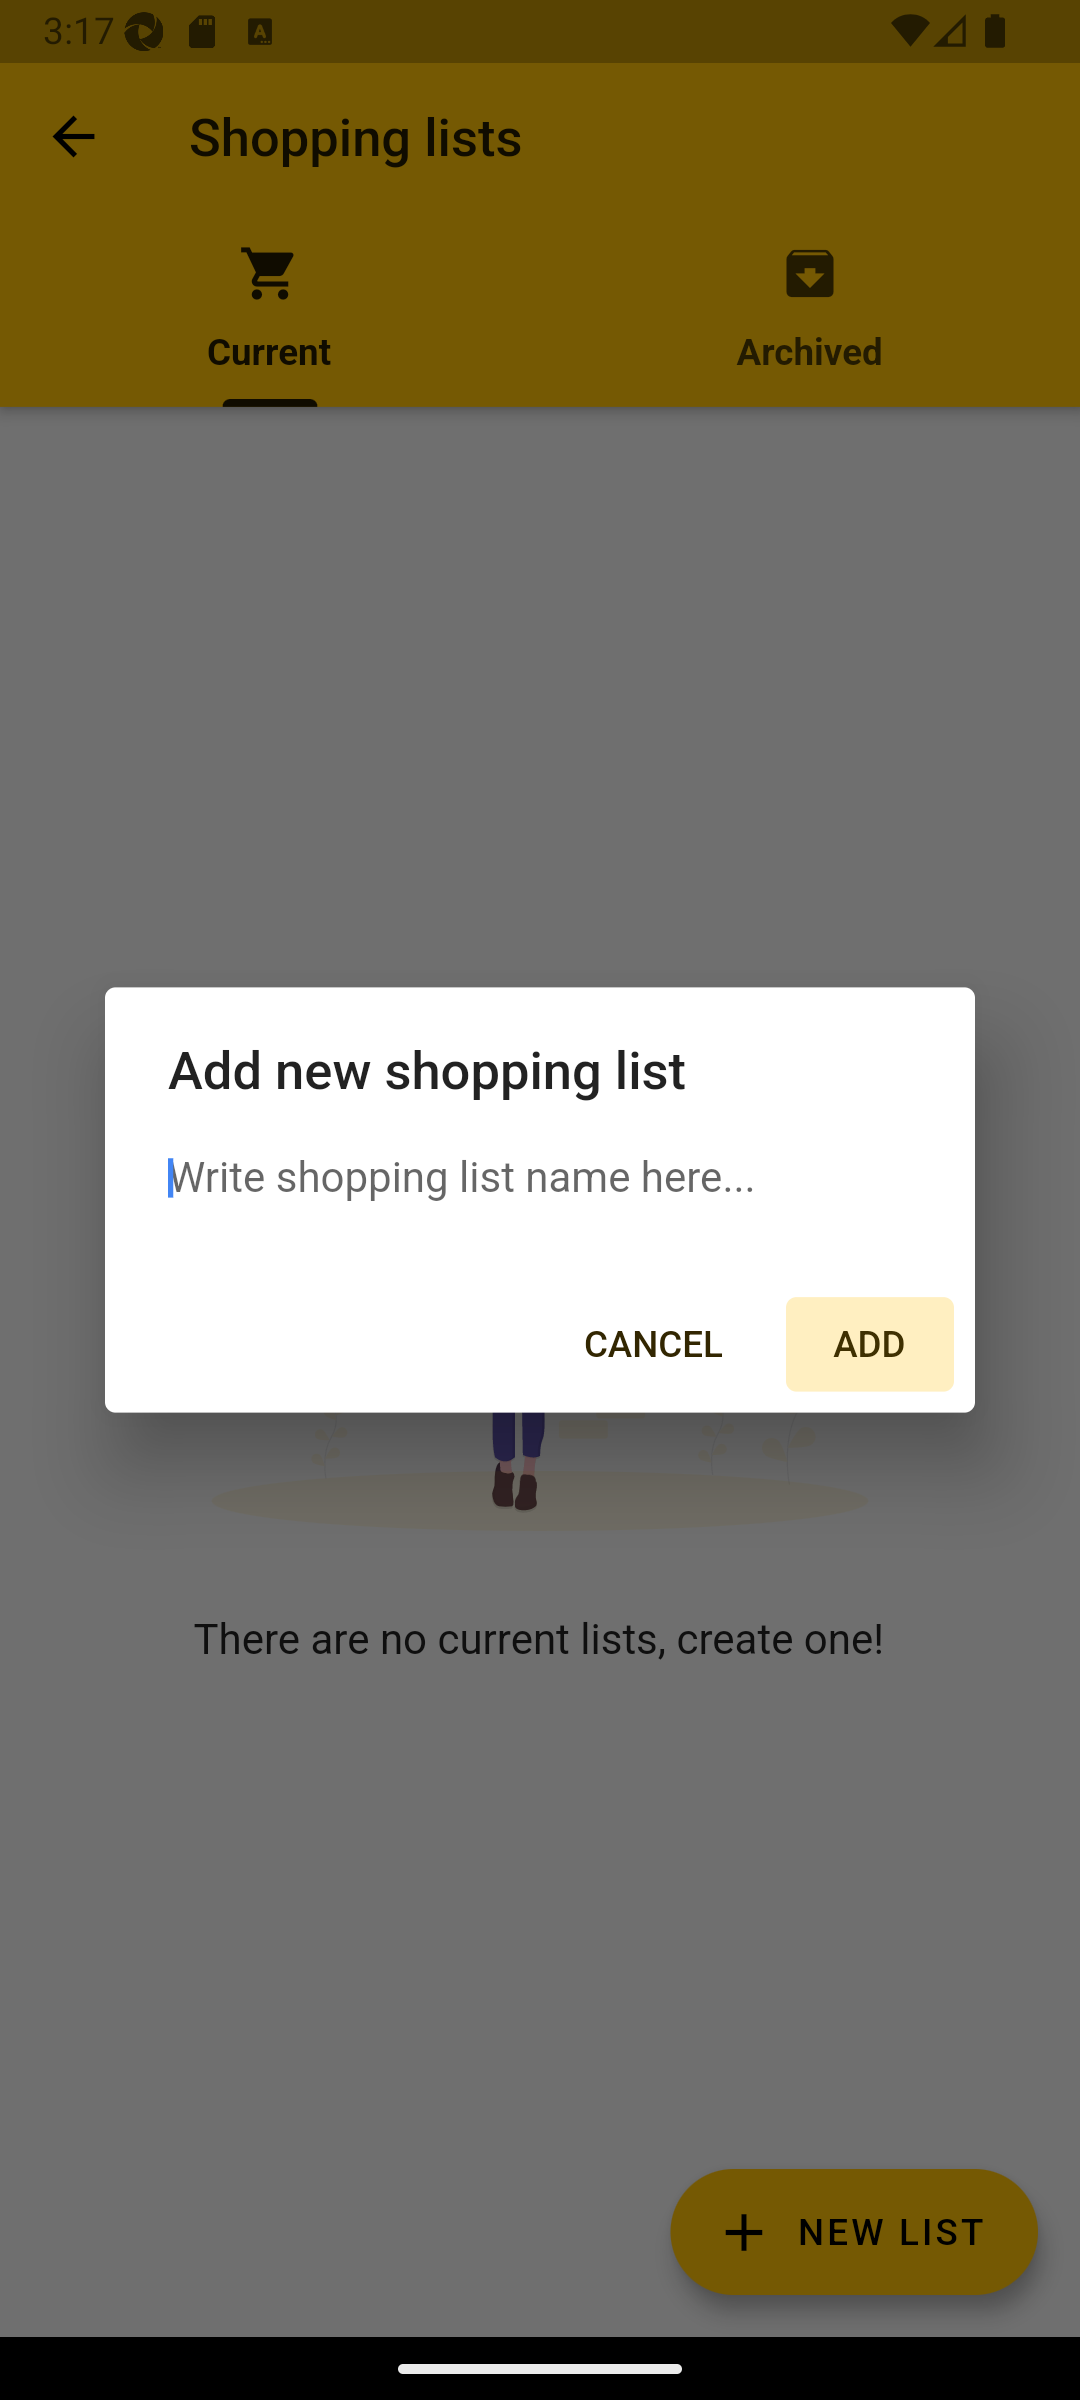 3:17
Shopping lists
Current
Archived
Add new shopping list
Write shopping list name here...
CANCEL
ADD
There are no current lists, create one!
NEW LIST